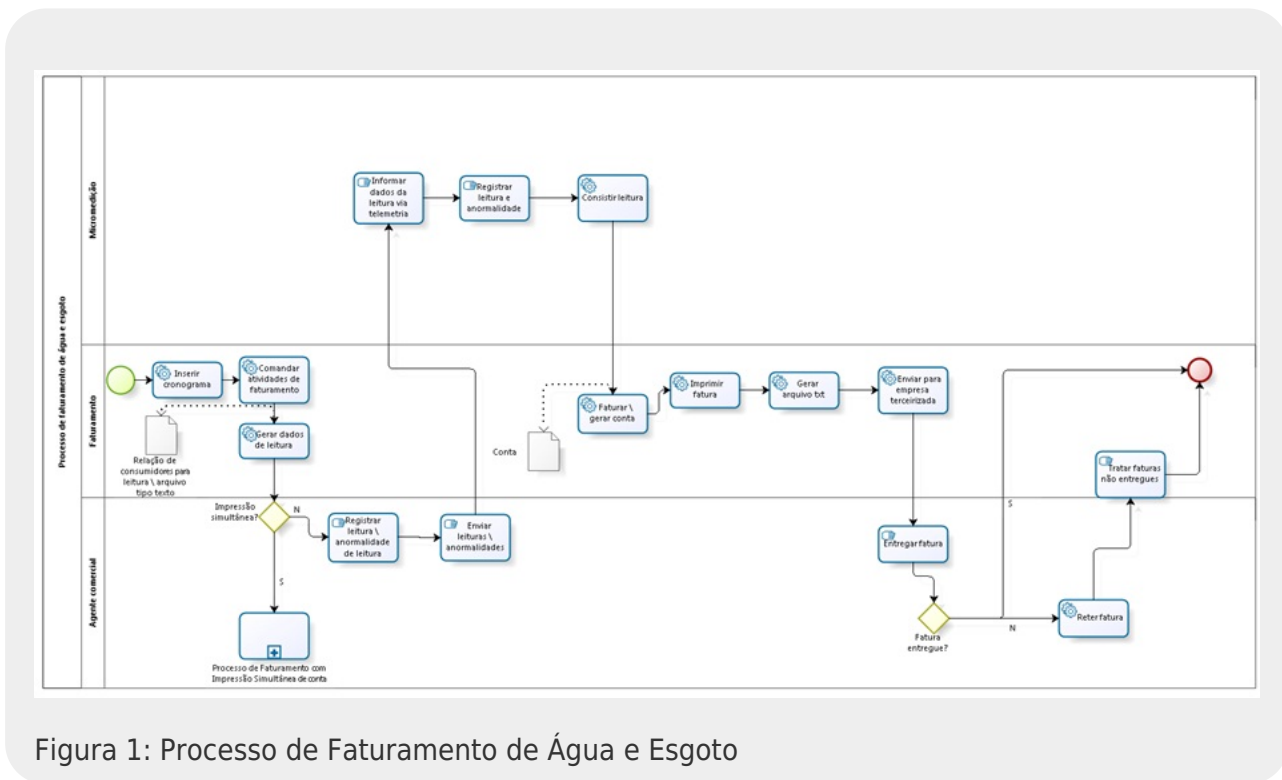 Processo de faturamento de água e esgoto
Micromedição
Informar
dados da
leitura via
telemetria
Registrar
leitura e
anormalidade
Consistir leitura
Faturamento
Inserir
cronograma
Comandar
atividades de
faturamento
Relação de
consumidores para
leitura \ arquivo
tipo texto
Gerar dados
de leitura
Conta
Faturar \
gerar conta
Imprimir
fatura
Gerar
arquivo txt
Enviar para
empresa
terceirizada
Tratar faturas
não entregues
Agente comercial
Impressão
simultânea?
N
S
Registrar
leitura \
anormalidade
de leitura
Enviar
leituras \
anormalidades
Processo de Faturamento com
Impressão Simultânea de conta
Entregar fatura
Fatura
entregue?
S
N
Reter fatura
Figura 1: Processo de Faturamento de Água e Esgoto